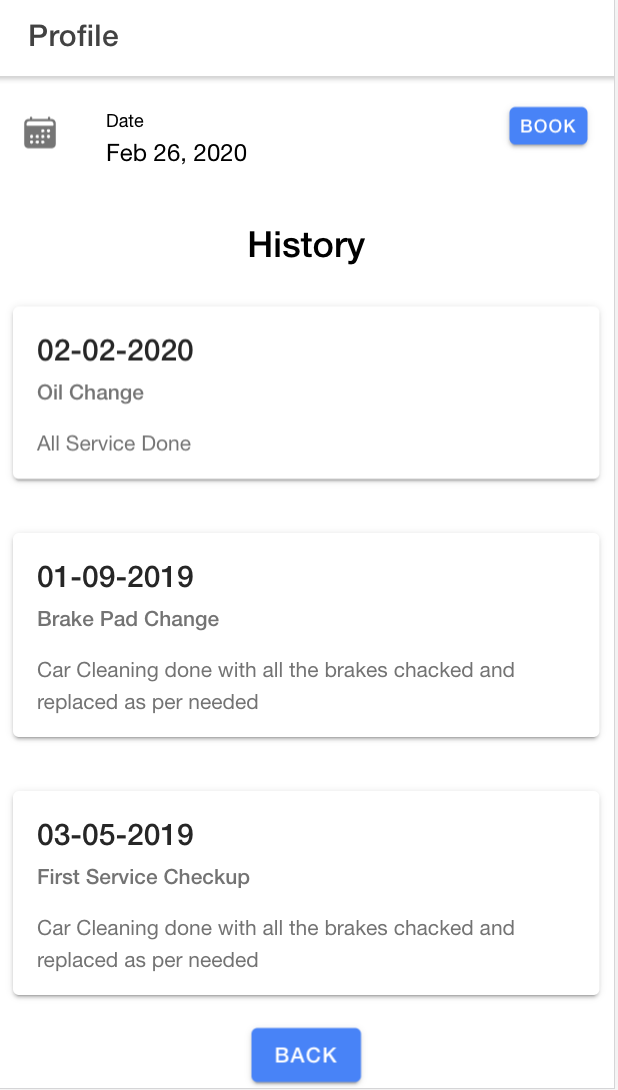 Profile
Date
Feb 26, 2020
BOOK
History
02-02-2020
Oil Change
All Service Done
01-09-2019
Brake Pad Change
Car Cleaning done with all the brakes chacked and
replaced as per needed
03-05-2019
First Service Checkup
Car Cleaning done with all the brakes chacked and
replaced as per needed
BACK